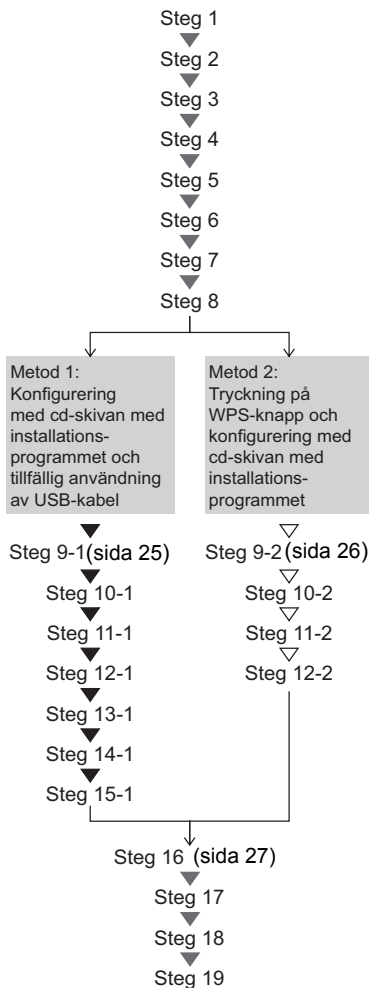 Steg 1
Steg 2
Steg 3
Steg 4
Steg 5
Steg 6
Steg 7
Steg 8
Metod 1:
Konfigurering
med cd-skivan med
installations-
programmet och
tillfällig användning
av USB-kabel
Metod 2:
Tryckning på
WPS-knapp och
konfigurering med
cd-skivan med
installations-
programmet
Steg 9-1(sida 25)
Steg 10-1
Steg 11-1
Steg 12-1
Steg 13-1
Steg 14-1
Steg 15-1
Steg 9-2(sida 26)
Steg 10-2
Steg 11-2
Steg 12-2
Steg 16 (sida 27)
Steg 17
Steg 18
Steg 19